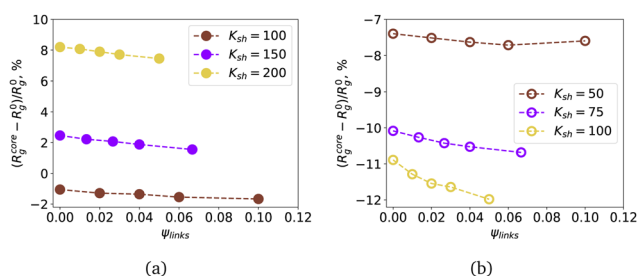 10
8
6
4
2
0
−2
(R_g^core − R_g^0)/R_g^0, %
K_sh = 100
K_sh = 150
K_sh = 200
0.00 0.02 0.04 0.06 0.08 0.10 0.12
ψ_links
(a)
−7
−8
−9
−10
−11
−12
(R_g^core − R_g^0)/R_g^0, %
K_sh = 50
K_sh = 75
K_sh = 100
0.00 0.02 0.04 0.06 0.08 0.10 0.12
ψ_links
(b)